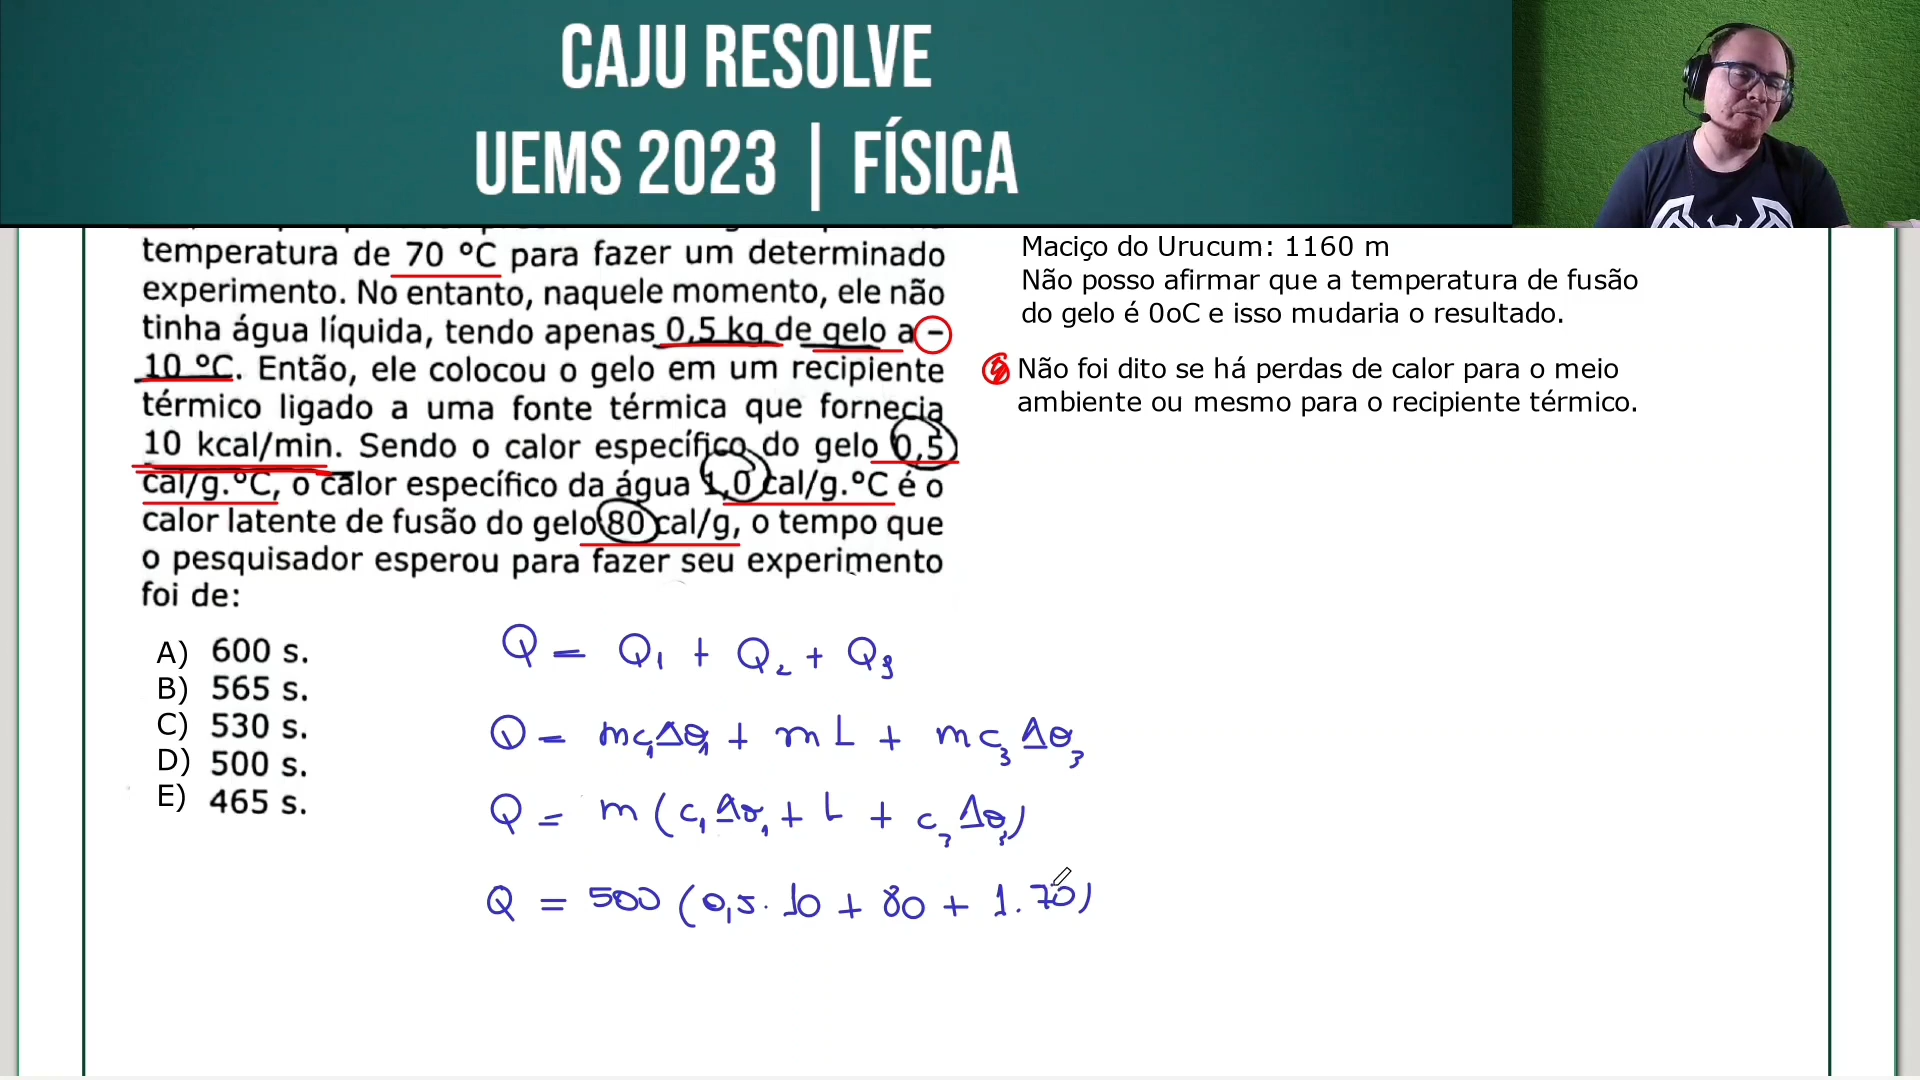 CAJU RESOLVE
UEMS 2023 | FÍSICA
temperatura de 70 ºC para fazer um determinado
experimento. No entanto, naquele momento, ele não
tinha água líquida, tendo apenas 0,5 kg de gelo a –
10 ºC. Então, ele colocou o gelo em um recipiente
térmico ligado a uma fonte térmica que fornecia
10 kcal/min. Sendo o calor específico do gelo 0,5
cal/g.ºC, o calor específico da água 1,0 cal/g.ºC é o
calor latente de fusão do gelo 80 cal/g, o tempo que
o pesquisador esperou para fazer seu experimento
foi de:
A) 600 s.
B) 565 s.
C) 530 s.
D) 500 s.
E) 465 s.
Q = Q₁ + Q₂ + Q₃
Q = mc₁Δθ₁ + mL + mc₃Δθ₃
Q = m(c₁Δθ₁ + L + c₃Δθ₃)
Q = 500 (0,5.10 + 80 + 1.70)
Maciço do Urucum: 1160 m
Não posso afirmar que a temperatura de fusão
do gelo é 0oC e isso mudaria o resultado.
Não foi dito se há perdas de calor para o meio
ambiente ou mesmo para o recipiente térmico.